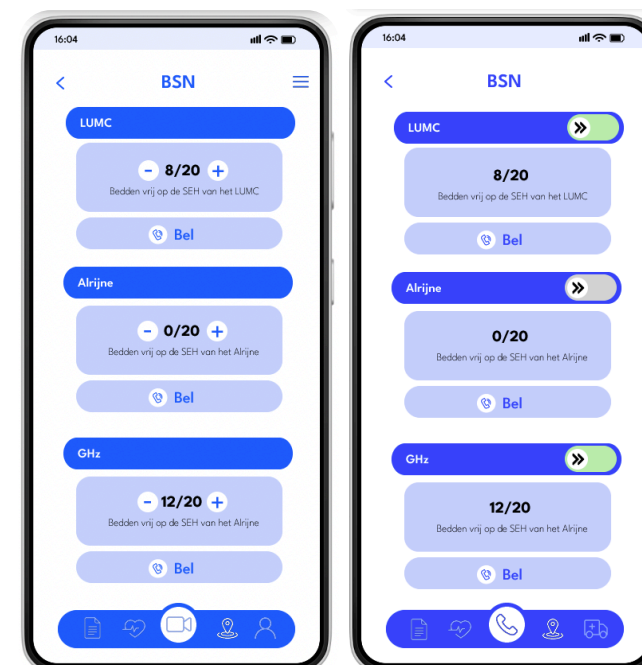 16:04
BSN
LUMC
- 8/20 +
Bedden vrij op de SEH van het LUMC
Bel
Alrijne
- 0/20 +
Bedden vrij op de SEH van het Alrijne
Bel
GHz
- 12/20 +
Bedden vrij op de SEH van het Alrijne
Bel
16:04
BSN
LUMC
8/20
Bedden vrij op de SEH van het LUMC
Bel
Alrijne
0/20
Bedden vrij op de SEH van het Alrijne
Bel
GHz
12/20
Bedden vrij op de SEH van het Alrijne
Bel